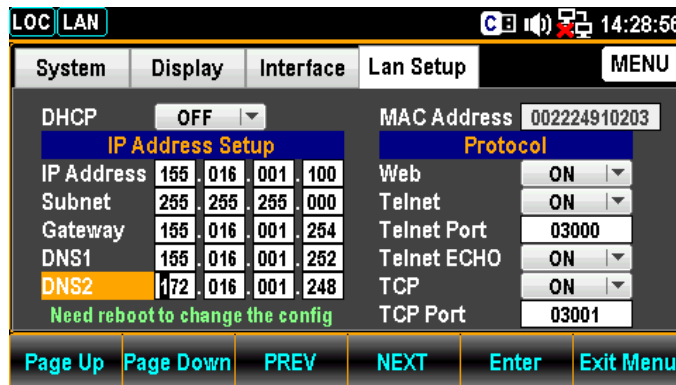 LOC LAN C 14:28:56
System Display Interface Lan Setup MENU
DHCP OFF
IP Address Setup
IP Address 155 . 016 . 001 . 100
Subnet 255 . 255 . 255 . 000
Gateway 155 . 016 . 001 . 254
DNS1 155 . 016 . 001 . 252
DNS2 172 . 016 . 001 . 248
Need reboot to change the config
MAC Address 002224910203
Protocol
Web ON
Telnet ON
Telnet Port 03000
Telnet ECHO ON
TCP ON
TCP Port 03001
Page Up Page Down PREV NEXT Enter Exit Menu